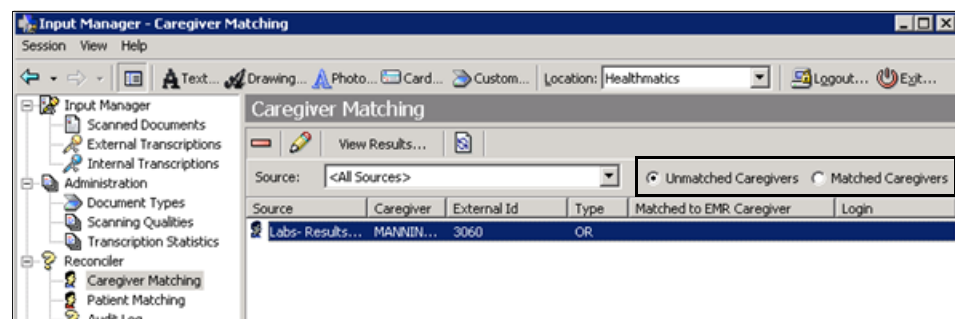 Input Manager - Caregiver Matching
Session View Help
Text... Drawing... Photo... Card... Custom... Location: Healthmatics Logout... Exit...
Input Manager
Scanned Documents
External Transcriptions
Internal Transcriptions
Administration
Document Types
Scanning Qualities
Transcription Statistics
Reconciler
Caregiver Matching
Patient Matching
Audit Log
Caregiver Matching
View Results...
Source: <All Sources> Unmatched Caregivers Matched Caregivers
Source Caregiver External Id Type Matched to EMR Caregiver Login
Labs- Results... MANNIN... 3060 OR